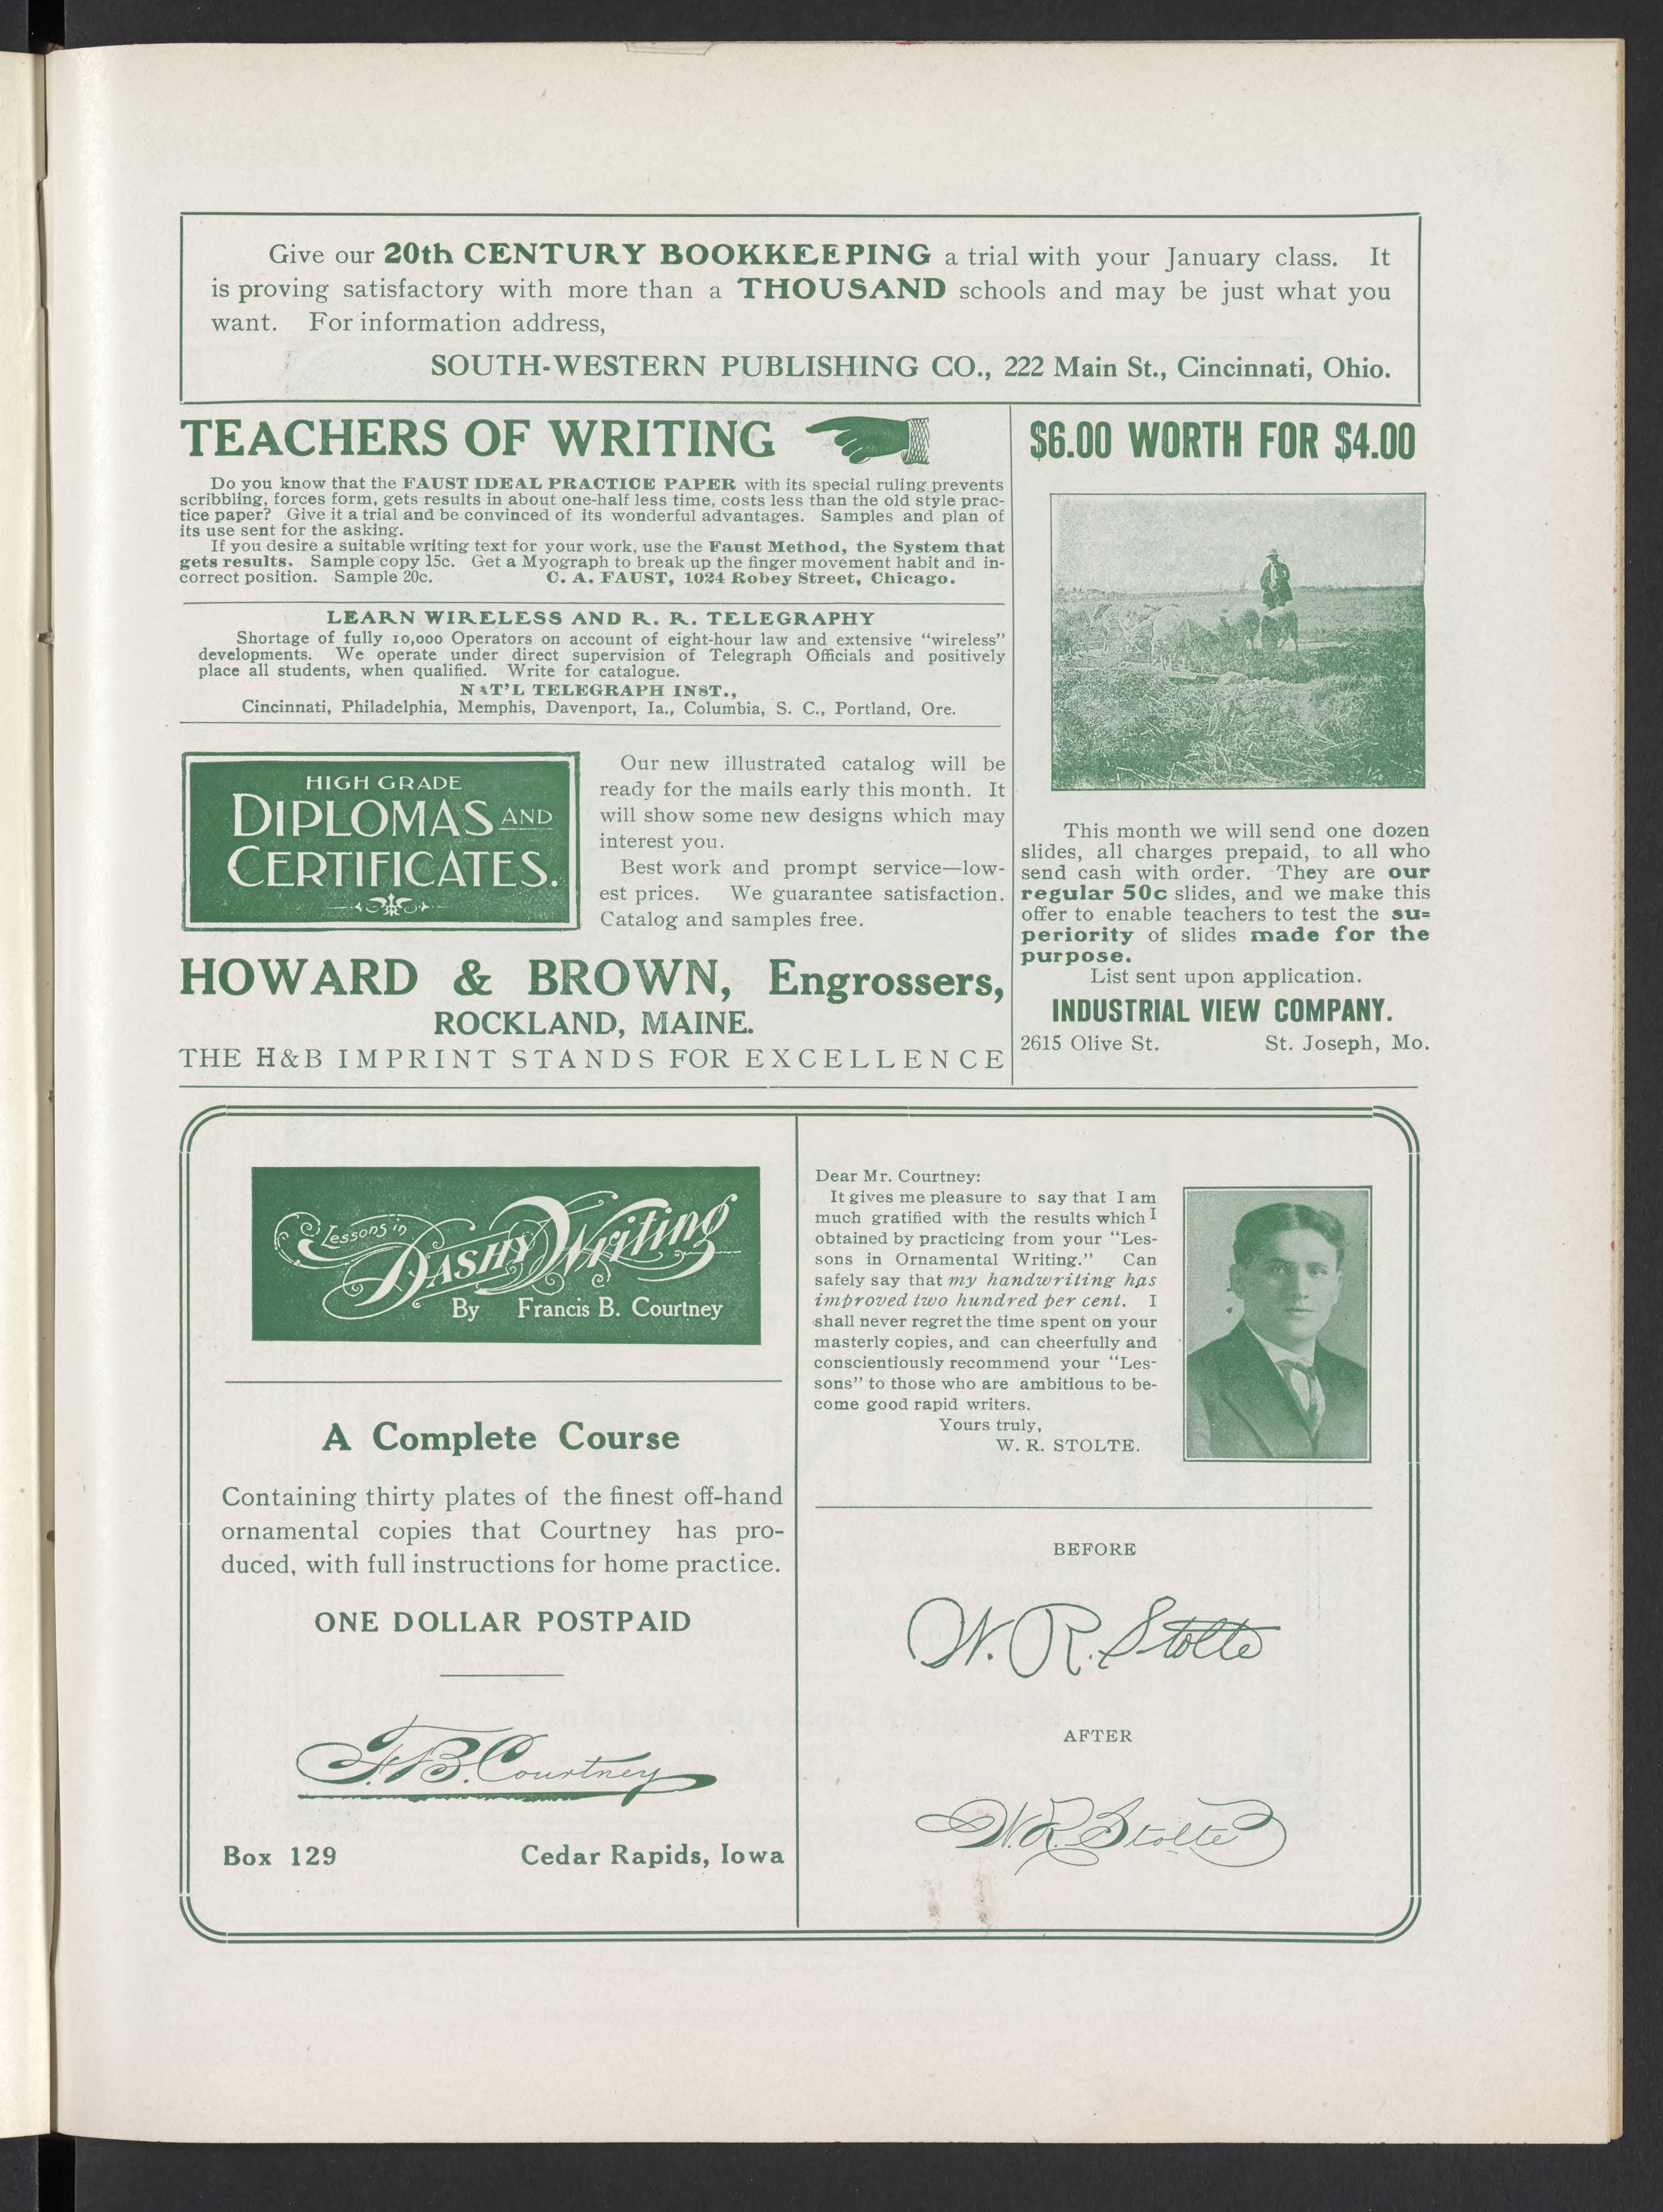 Give our 20th CENTURY BOOKKEEPING a trial with your January class. It
is proving satisfactory with more than a THOUSAND schools and may be just what you
want. For information address,
SOUTH-WESTERN PUBLISHING CO., 222 Main St., Cincinnati, Ohio.
TEACHERS OF WRITING
Do you know that the FAUST IDEAL PRACTICE PAPER with its special ruling prevents
scribbling, forces form, gets results in about one-half less time, costs less than the old style prac-
tice paper? Give it a trial and be convinced of its wonderful advantages. Samples and plan of
its use sent for the asking.
If you desire a suitable writing text for your work, use the Faust Method, the System that
gets results. Sample copy 15c. Get a Myograph to break up the finger movement habit and in-
correct position. Sample 20c. C. A. FAUST, 1024 Robey Street, Chicago.
LEARN WIRELESS AND R. R. TELEGRAPHY
Shortage of fully 10,000 Operators on account of eight-hour law and extensive "wireless"
developments. We operate under direct supervision of Telegraph Officials and positively
place all students, when qualified. Write for catalogue.
NAT'L TELEGRAPH INST.,
Cincinnati, Philadelphia, Memphis, Davenport, Ia., Columbia, S. C., Portland, Ore.
HIGH GRADE
DIPLOMAS AND
CERTIFICATES.
Our new illustrated catalog will be
ready for the mails early this month. It
will show some new designs which may
interest you.
Best work and prompt service—low-
est prices. We guarantee satisfaction.
Catalog and samples free.
HOWARD & BROWN, Engrossers,
ROCKLAND, MAINE.
THE H&B IMPRINT STANDS FOR EXCELLENCE
$6.00 WORTH FOR $4.00
This month we will send one dozen
slides, all charges prepaid, to all who
send cash with order. They are our
regular 50c slides, and we make this
offer to enable teachers to test the su=
periority of slides made for the
purpose.
List sent upon application.
INDUSTRIAL VIEW COMPANY.
2615 Olive St. St. Joseph, Mo.
Lessons in
DASHY Writing
By Francis B. Courtney
A Complete Course
Containing thirty plates of the finest off-hand
ornamental copies that Courtney has pro-
duced, with full instructions for home practice.
ONE DOLLAR POSTPAID
F. B. Courtney
Box 129 Cedar Rapids, Iowa
Dear Mr. Courtney:
It gives me pleasure to say that I am
much gratified with the results which I
obtained by practicing from your "Les-
sons in Ornamental Writing." Can
safely say that my handwriting has
improved two hundred per cent. I
shall never regret the time spent on your
masterly copies, and can cheerfully and
conscientiously recommend your "Les-
sons" to those who are ambitious to be-
come good rapid writers.
Yours truly,
W. R. STOLTE.
BEFORE
W. R. Stolte
AFTER
W. R. Stolte